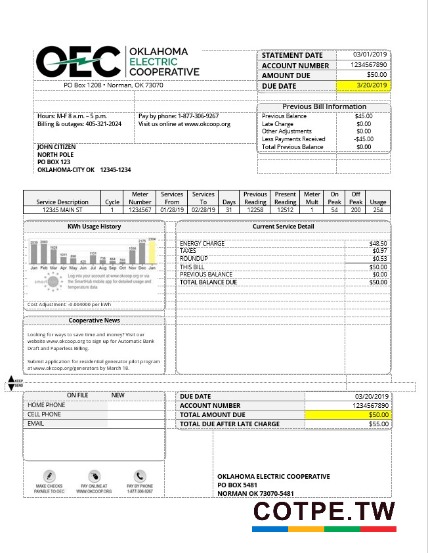 OEC OKLAHOMA ELECTRIC COOPERATIVE
PO Box 1208 • Norman, OK 73070
STATEMENT DATE 03/01/2019
ACCOUNT NUMBER 1234567890
AMOUNT DUE $50.00
DUE DATE 3/20/2019
Hours: M-F 8 a.m. – 5 p.m.
Billing & outages: 405-321-2024
Pay by phone: 1-877-306-9267
Visit us online at www.okcoop.org
Previous Bill Information
Previous Balance $45.00
Late Charge $0.00
Other Adjustments $0.00
Less Payments Received -$45.00
Total Previous Balance $0.00
JOHN CITIZEN
NORTH POLE
PO BOX 123
OKLAHOMA-CITY OK 12345-1234
Service Description Cycle Meter Number Services From Services To Days Previous Reading Present Reading Meter Mult On Peak Off Peak Usage
12345 MAIN ST 1 1234567 01/28/19 02/28/19 31 12258 12512 1 54 200 254
KWh Usage History
Jan Feb Mar Apr May Jun Jul Aug Sep Oct Nov Dec Jan
Cost Adjustment: -0.004000 per kWh
Current Service Detail
ENERGY CHARGE $48.50
TAXES $0.97
ROUNDUP $0.53
THIS BILL $50.00
PREVIOUS BALANCE $0.00
TOTAL BALANCE DUE $50.00
Cooperative News
Looking for ways to save time and money? Visit our
website www.okcoop.org to sign up for Automatic Bank
Draft and Paperless Billing.
Submit application for residential generator pilot program
at www.okcoop.org/generators by March 18.
ON FILE NEW
HOME PHONE
CELL PHONE
EMAIL
DUE DATE 03/20/2019
ACCOUNT NUMBER 1234567890
TOTAL AMOUNT DUE $50.00
TOTAL DUE AFTER LATE CHARGE $55.00
MAKE CHECKS PAYABLE TO OEC
PAY ONLINE AT WWW.OKCOOP.ORG
PAY BY PHONE 1-877-306-9267
OKLAHOMA ELECTRIC COOPERATIVE
PO BOX 5481
NORMAN OK 73070-5481
COTPE.TW